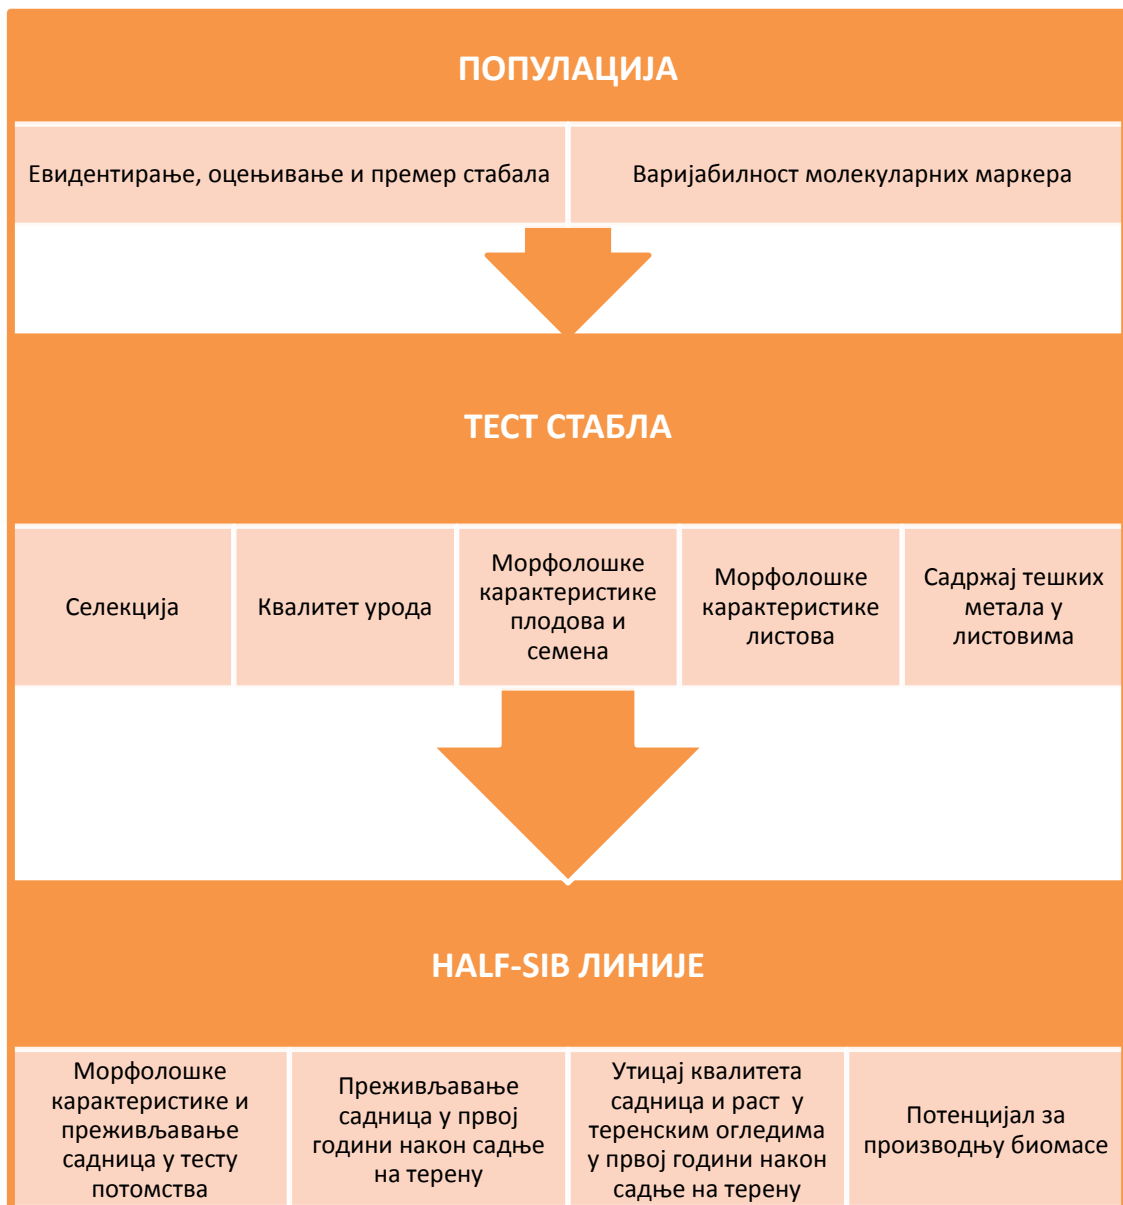 ПОПУЛАЦИЈА
Евидентирање, оцењивање и премер стабала
Варијабилност молекуларних маркера
ТЕСТ СТАБЛА
Селекција
Квалитет урода
Морфолошке
карактеристике
плодова и
семена
Морфолошке
карактеристике
листова
Садржај тешких
метала у
листовима
HALF-SIB ЛИНИЈЕ
Морфолошке
карактеристике и
преживљавање
садница у тесту
потомства
Преживљавање
садница у првој
години након садње
на терену
Утицај квалитета
садница и раст у
теренским огледима
у првој години након
садње на терену
Потенцијал за
производњу биомасе